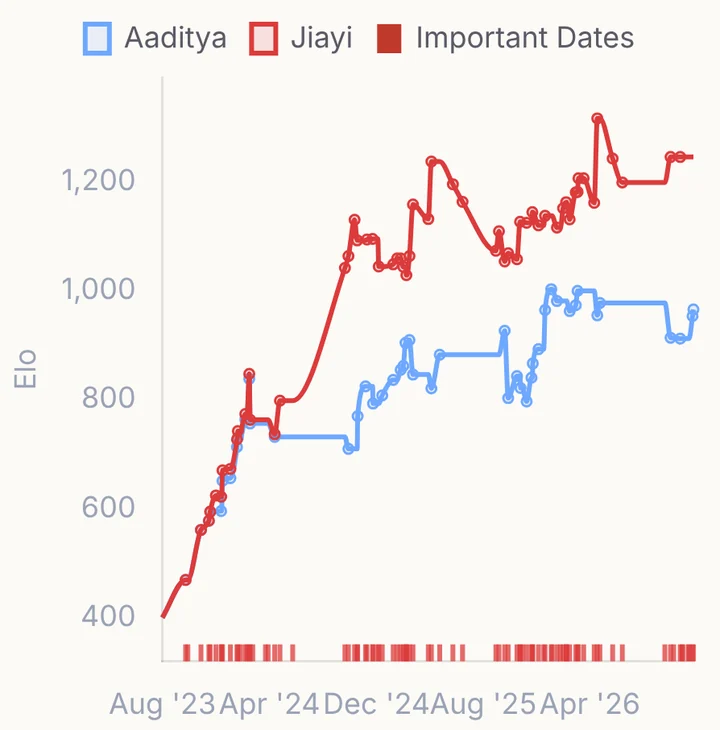 Aaditya Jiayi Important Dates
1,200
1,000
800
600
400
Elo
Aug '23 Apr '24 Dec '24 Aug '25 Apr '26